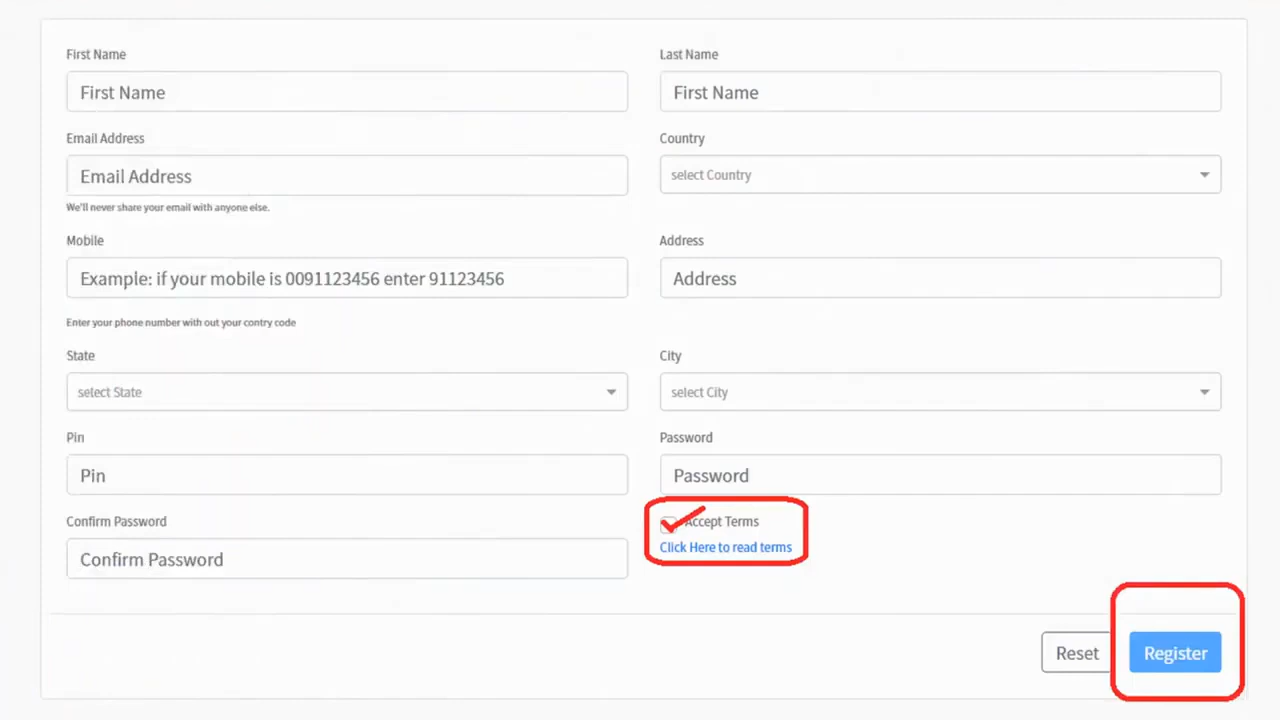 First Name
Last Name
First Name
First Name
Email Address
Country
Email Address
select Country
We'll never share your email with anyone else.
Mobile
Address
Example: if your mobile is 0091123456 enter 91123456
Address
Enter your phone number with out your contry code
State
City
select State
select City
Pin
Password
Pin
Password
Confirm Password
Accept Terms
Click Here to read terms
Confirm Password
Reset
Register